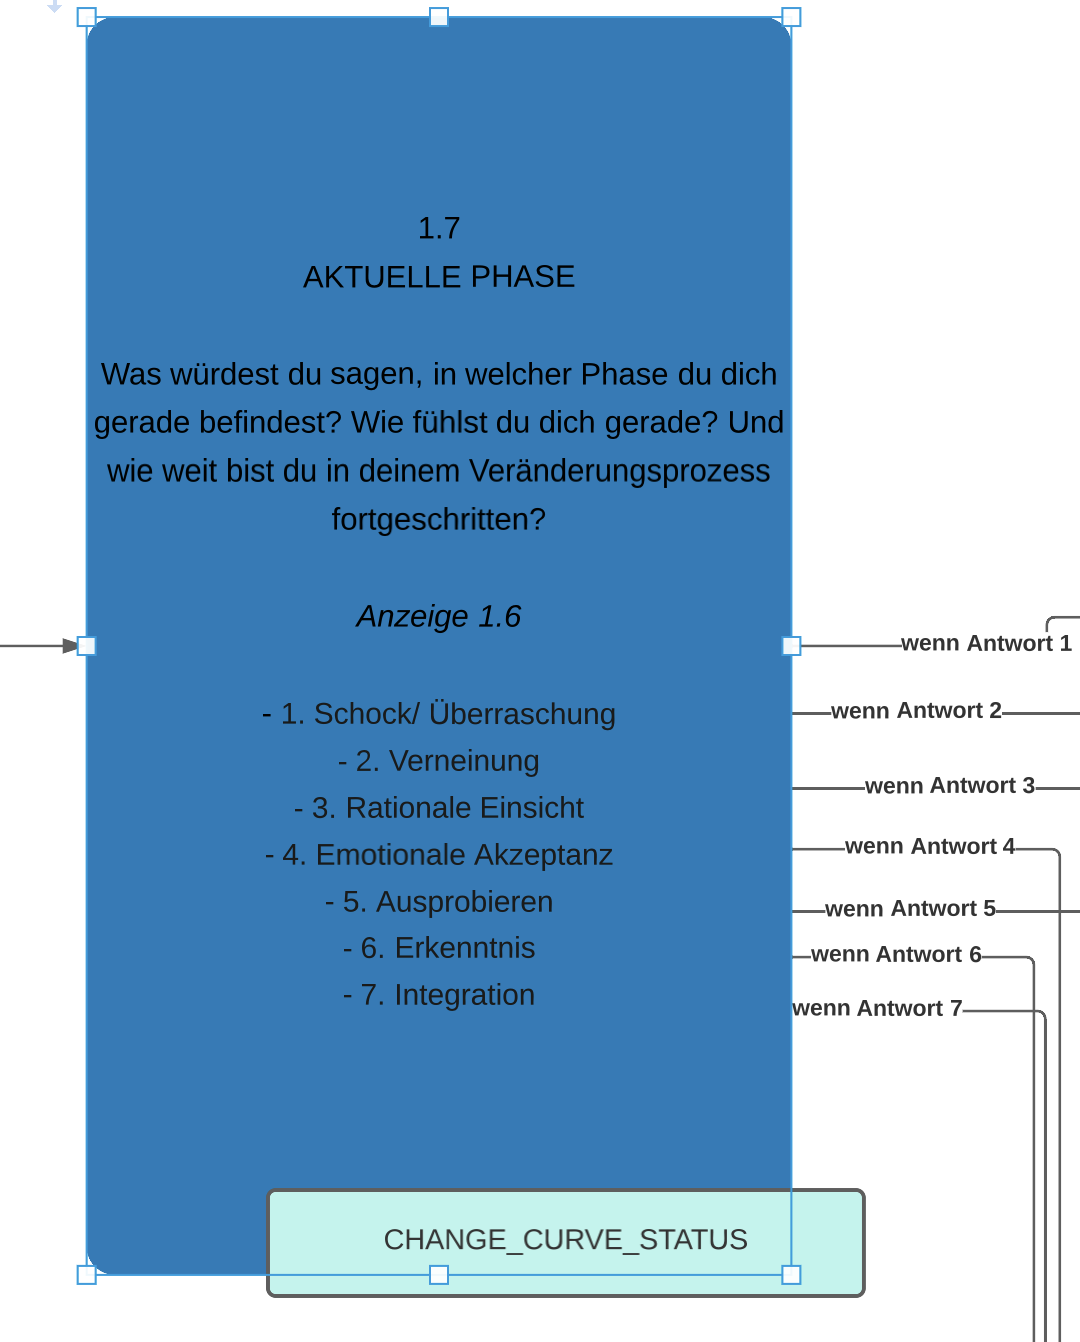 1.7
AKTUELLE PHASE
Was würdest du sagen, in welcher Phase du dich
gerade befindest? Wie fühlst du dich gerade? Und
wie weit bist du in deinem Veränderungsprozess
fortgeschritten?
Anzeige 1.6
- 1. Schock/ Überraschung
- 2. Verneinung
- 3. Rationale Einsicht
- 4. Emotionale Akzeptanz
- 5. Ausprobieren
- 6. Erkenntnis
- 7. Integration
wenn Antwort 1
wenn Antwort 2
wenn Antwort 3
wenn Antwort 4
wenn Antwort 5
wenn Antwort 6
wenn Antwort 7
CHANGE_CURVE_STATUS